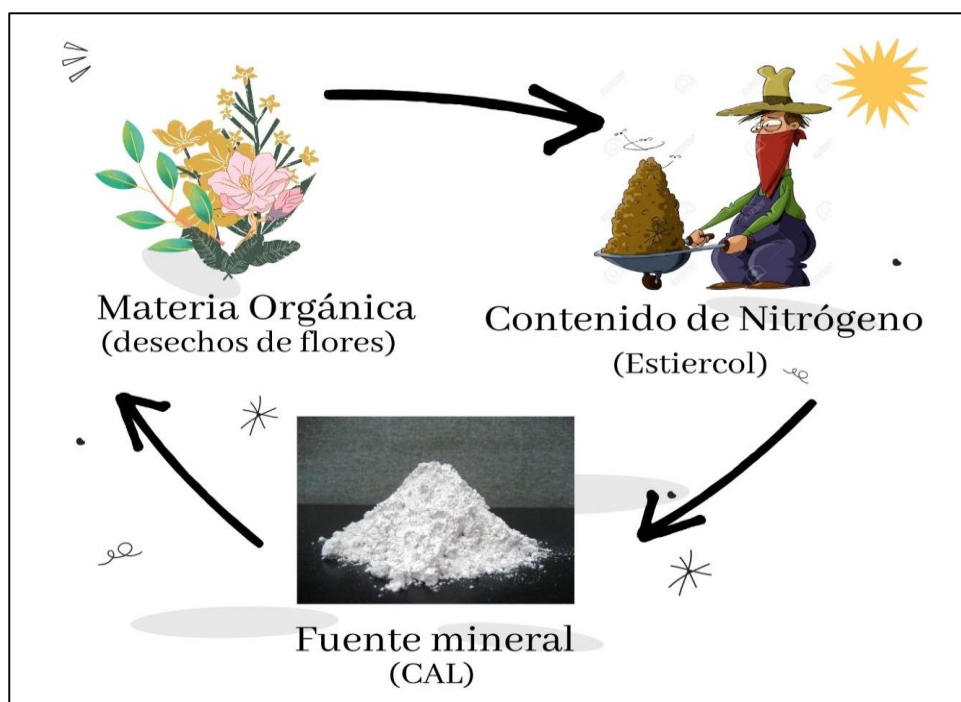 Materia Orgánica
(desechos de flores)
Contenido de Nitrógeno
(Estiercol)
Fuente mineral
(CAL)